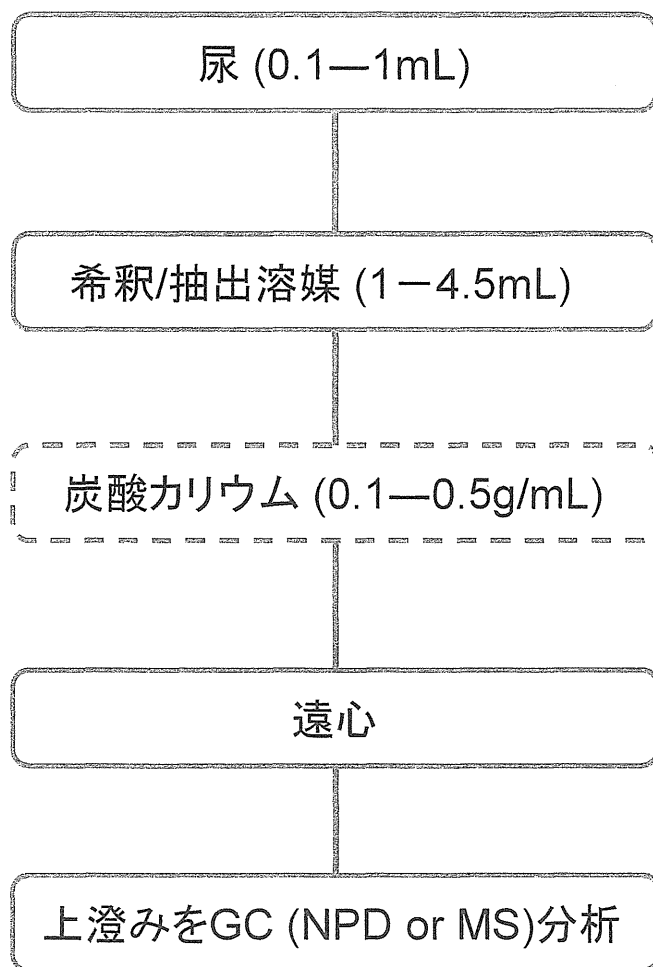 尿 (0.1—1mL)
希釈/抽出溶媒 (1－4.5mL)
炭酸カリウム (0.1—0.5g/mL)
遠心
上澄みをGC (NPD or MS)分析